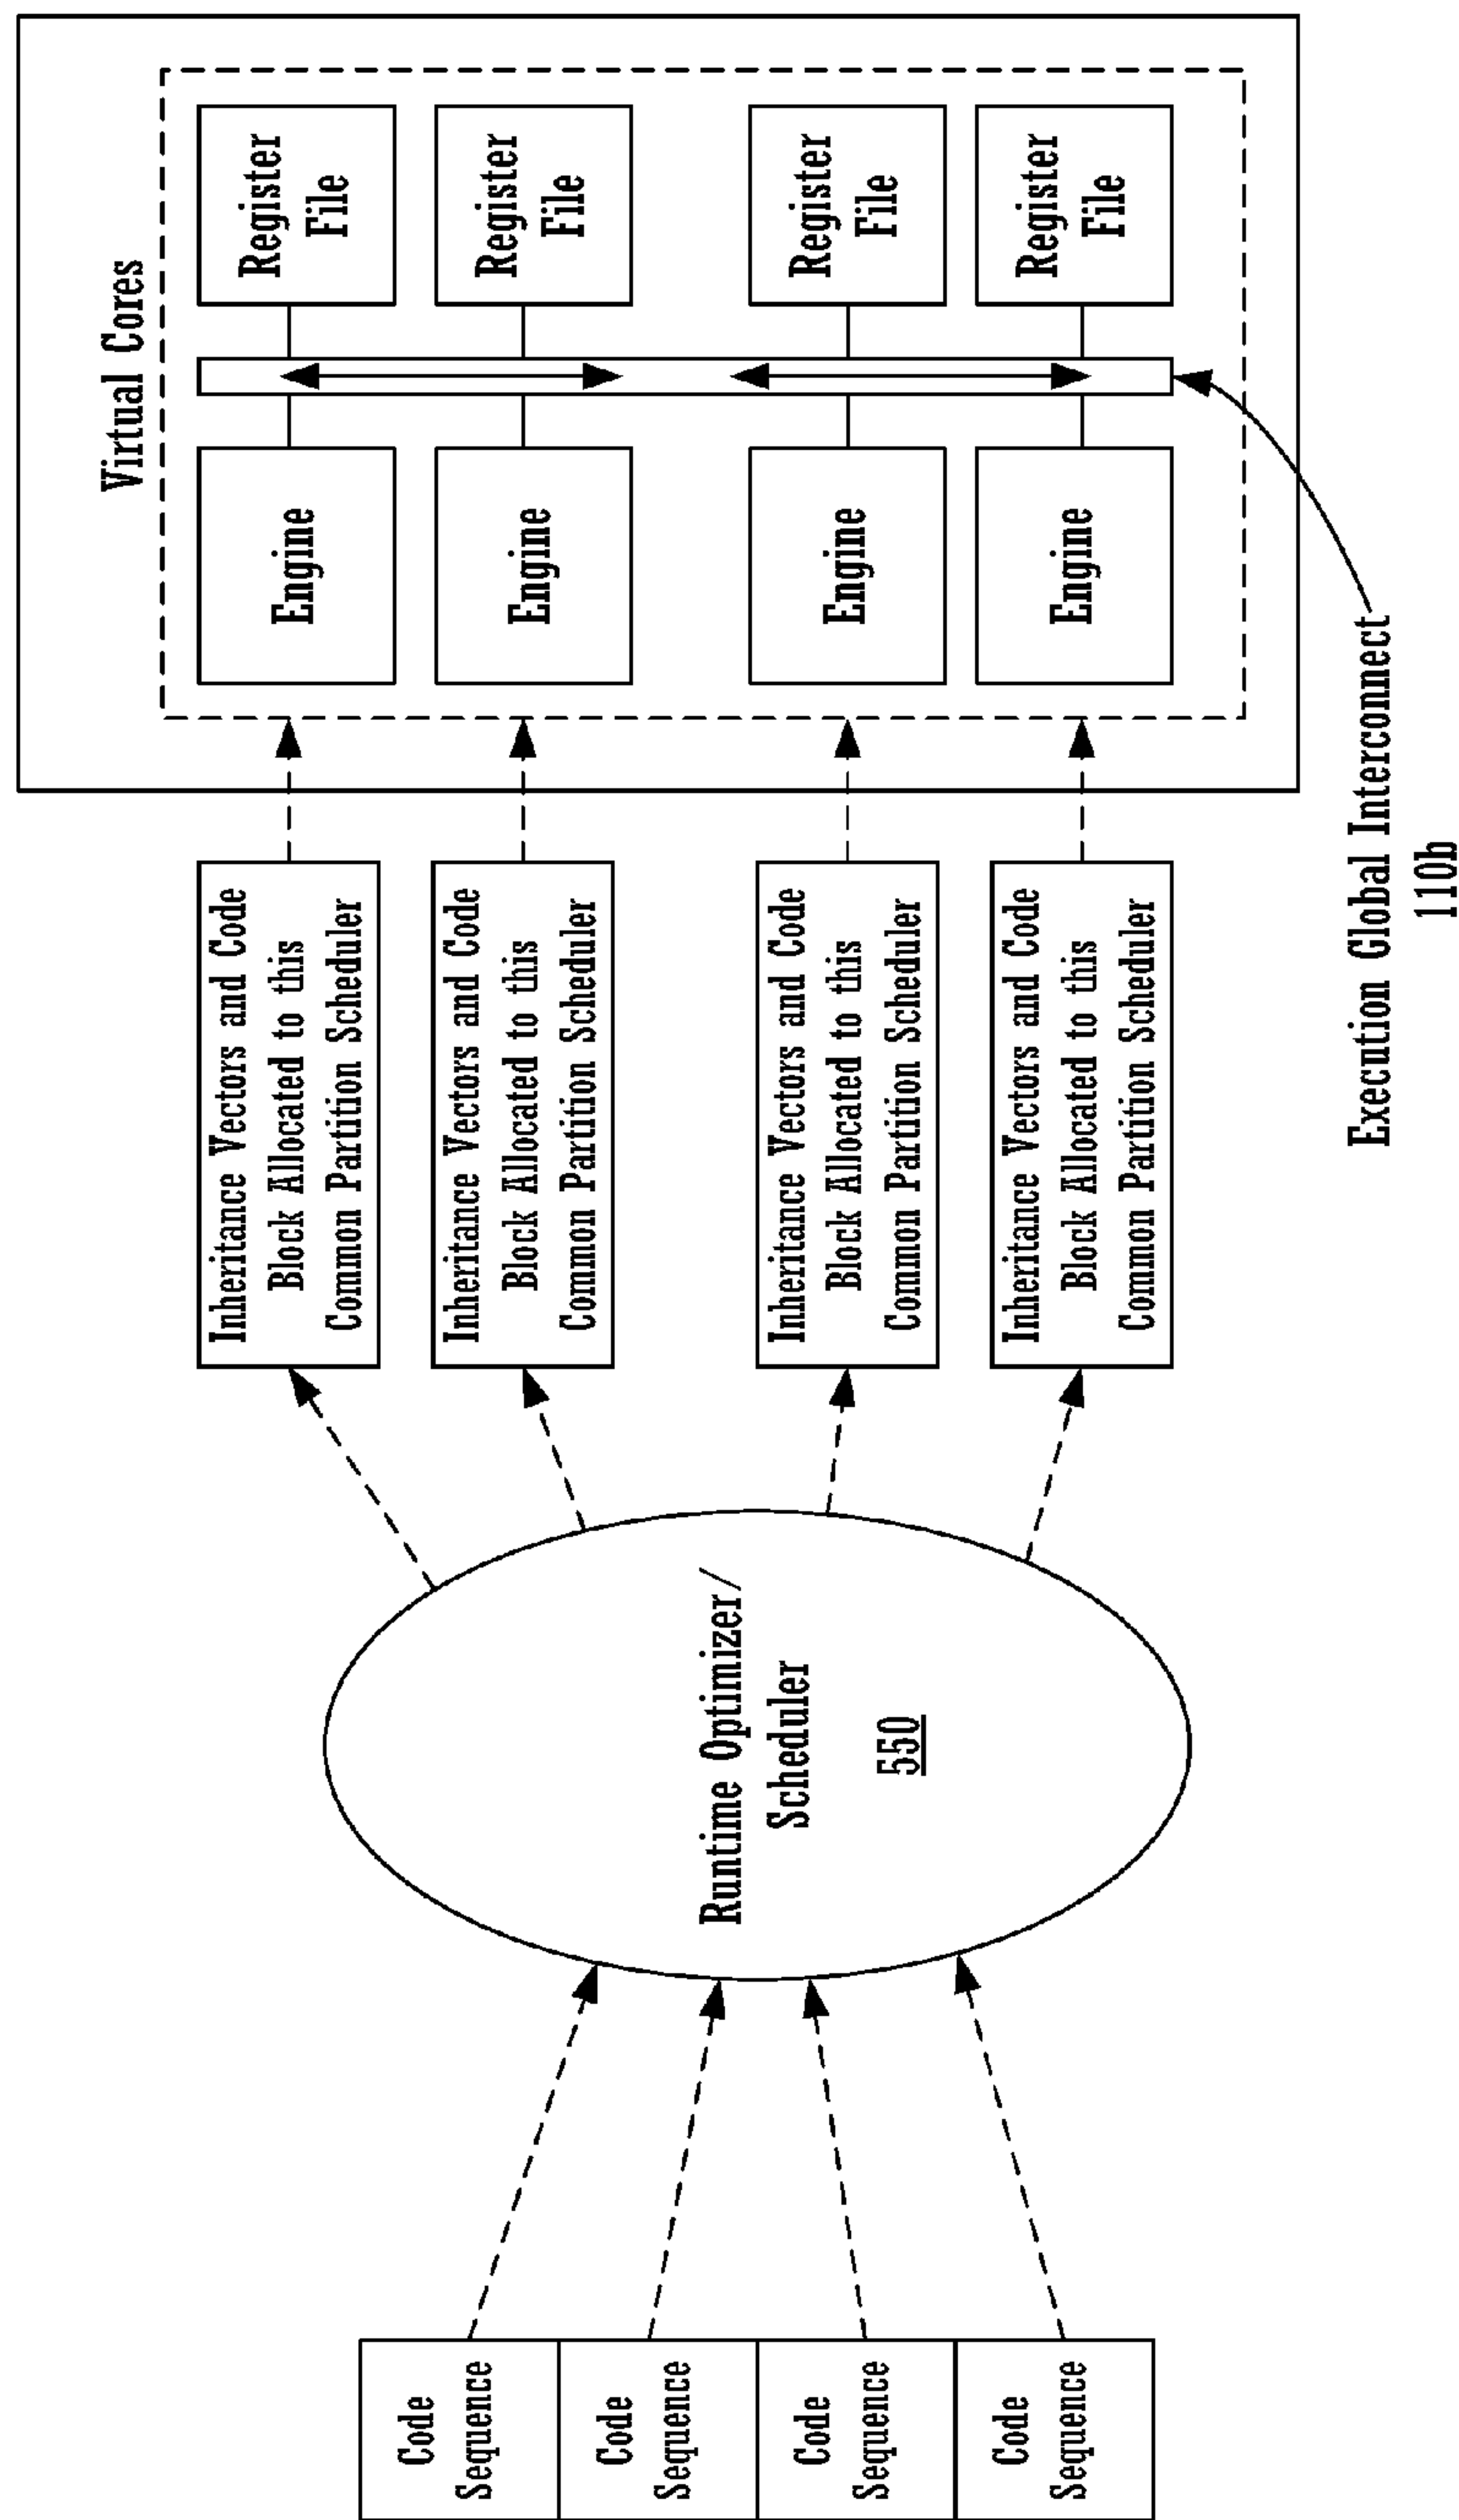 Code
Sequence
Code
Sequence
Code
Sequence
Code
Sequence
Runtime Optimizer/
Scheduler
550
Inheritance Vectors and Code
Block Allocated to this
Common Partition Scheduler
Inheritance Vectors and Code
Block Allocated to this
Common Partition Scheduler
Inheritance Vectors and Code
Block Allocated to this
Common Partition Scheduler
Inheritance Vectors and Code
Block Allocated to this
Common Partition Scheduler
Virtual Cores
Engine
Register
File
Engine
Register
File
Engine
Register
File
Engine
Register
File
Execution Global Interconnect
110b